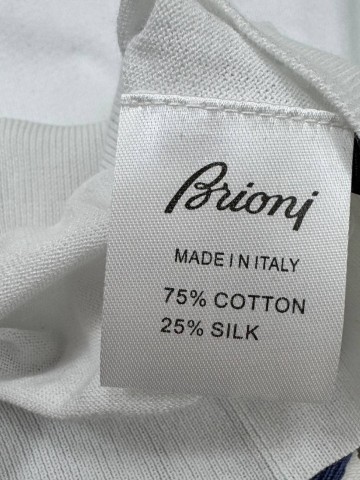 Brioni
MADE IN ITALY
75% COTTON
25% SILK